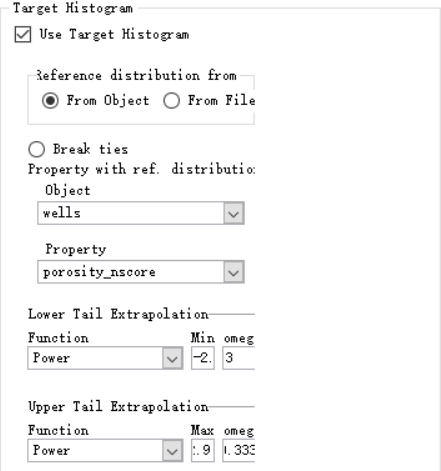 Target Histogram
Use Target Histogram
Reference distribution from
From Object From File
Break ties
Property with ref. distributio
Object
wells
Property
porosity_nscore
Lower Tail Extrapolation
Function Min omeg
Power -2. 3
Upper Tail Extrapolation
Function Max omeg
Power .9 .333